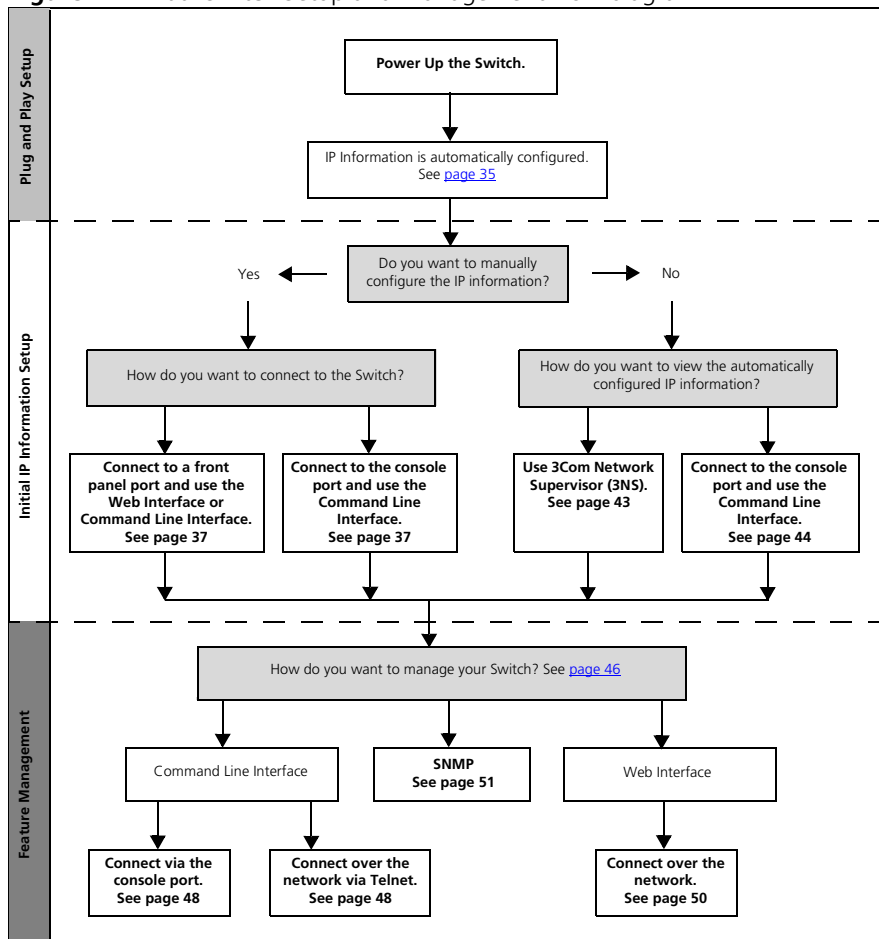 Plug and Play Setup
Power Up the Switch.
IP Information is automatically configured.
See page 35
Initial IP Information Setup
Do you want to manually
configure the IP information?
Yes
No
How do you want to connect to the Switch?
How do you want to view the automatically
configured IP information?
Connect to a front
panel port and use the
Web Interface or
Command Line Interface.
See page 37
Connect to the console
port and use the
Command Line
Interface.
See page 37
Use 3Com Network
Supervisor (3NS).
See page 43
Connect to the console
port and use the
Command Line
Interface.
See page 44
Feature Management
How do you want to manage your Switch? See page 46
Command Line Interface
SNMP
See page 51
Web Interface
Connect via the
console port.
See page 48
Connect over the
network via Telnet.
See page 48
Connect over the
network.
See page 50